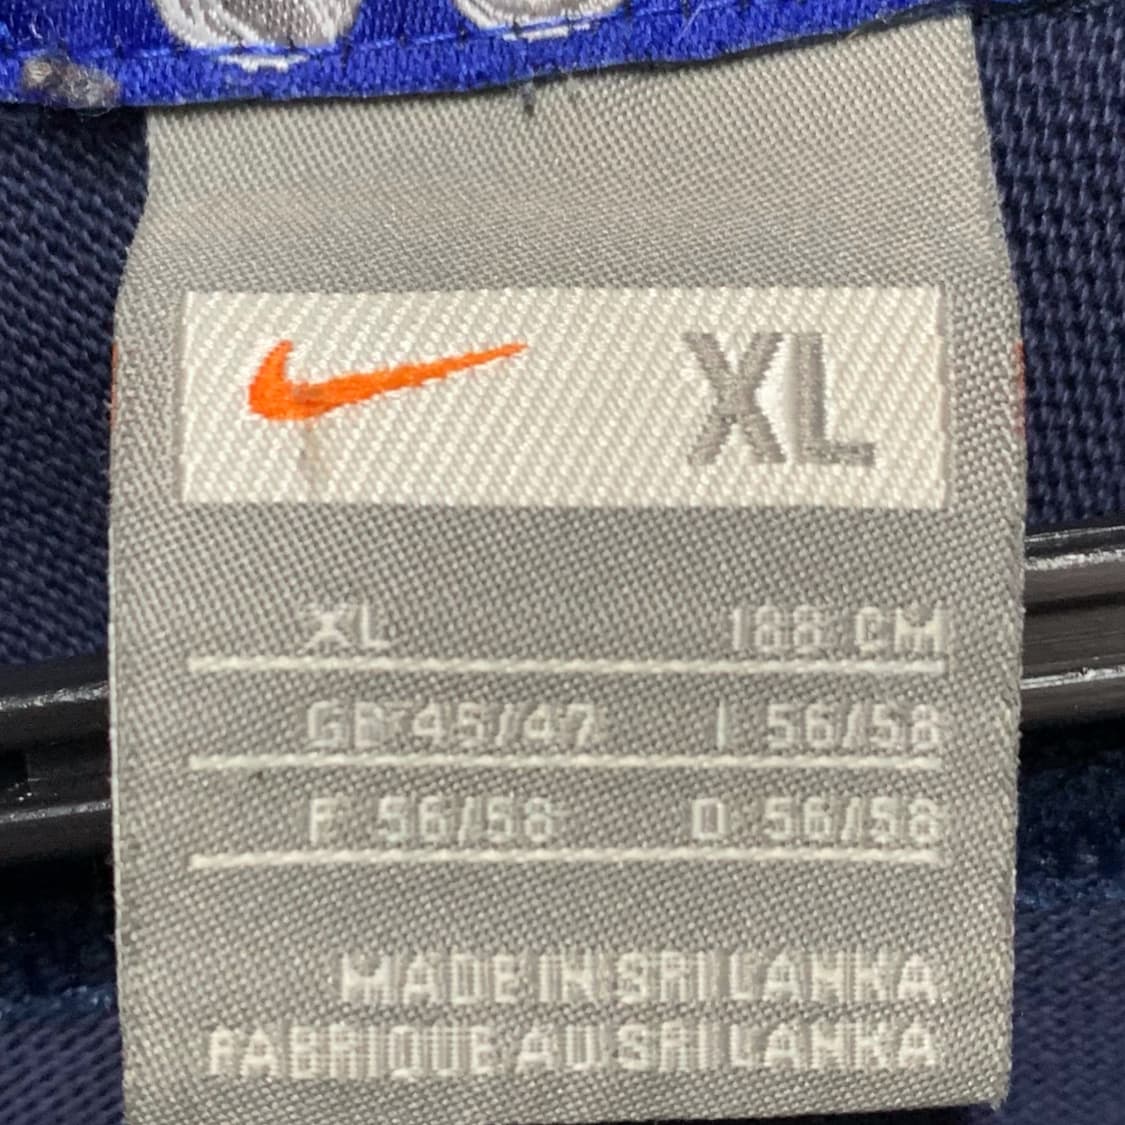 XL
XL 188 CM
GB 45/47 I 56/58
F 56/58 D 56/58
MADE IN SRI LANKA
FABRIQUE AU SRI LANKA